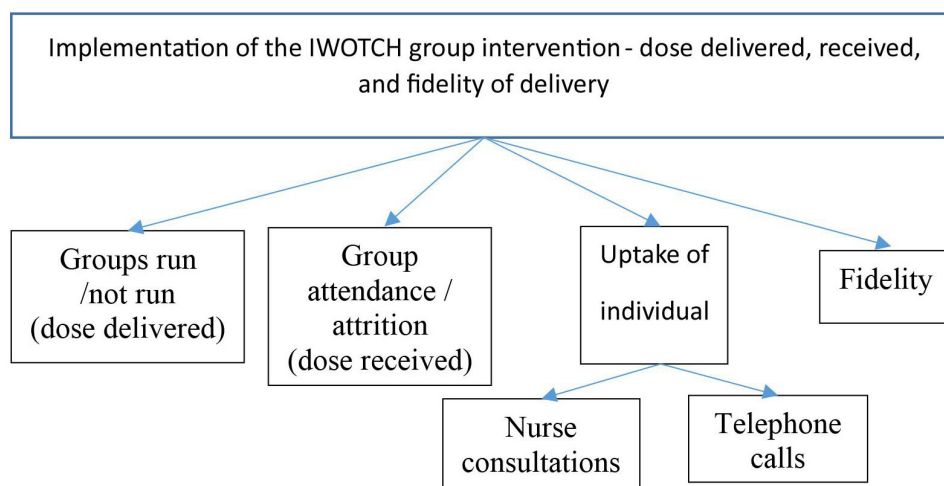 Implementation of the IWOTCH group intervention - dose delivered, received,
and fidelity of delivery
Groups run
/not run
(dose delivered)
Group
attendance /
attrition
(dose received)
Uptake of
individual
Fidelity
Nurse
consultations
Telephone
calls